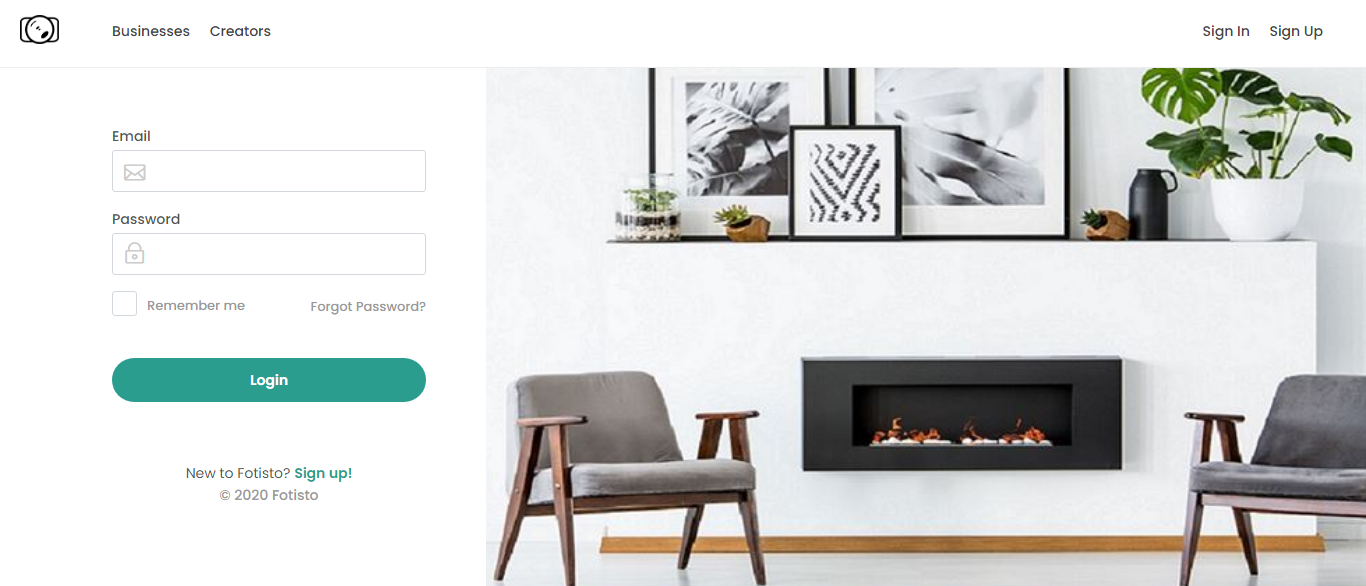 Businesses Creators Sign In Sign Up
Email
Password
Remember me Forgot Password?
Login
New to Fotisto? Sign up!
© 2020 Fotisto